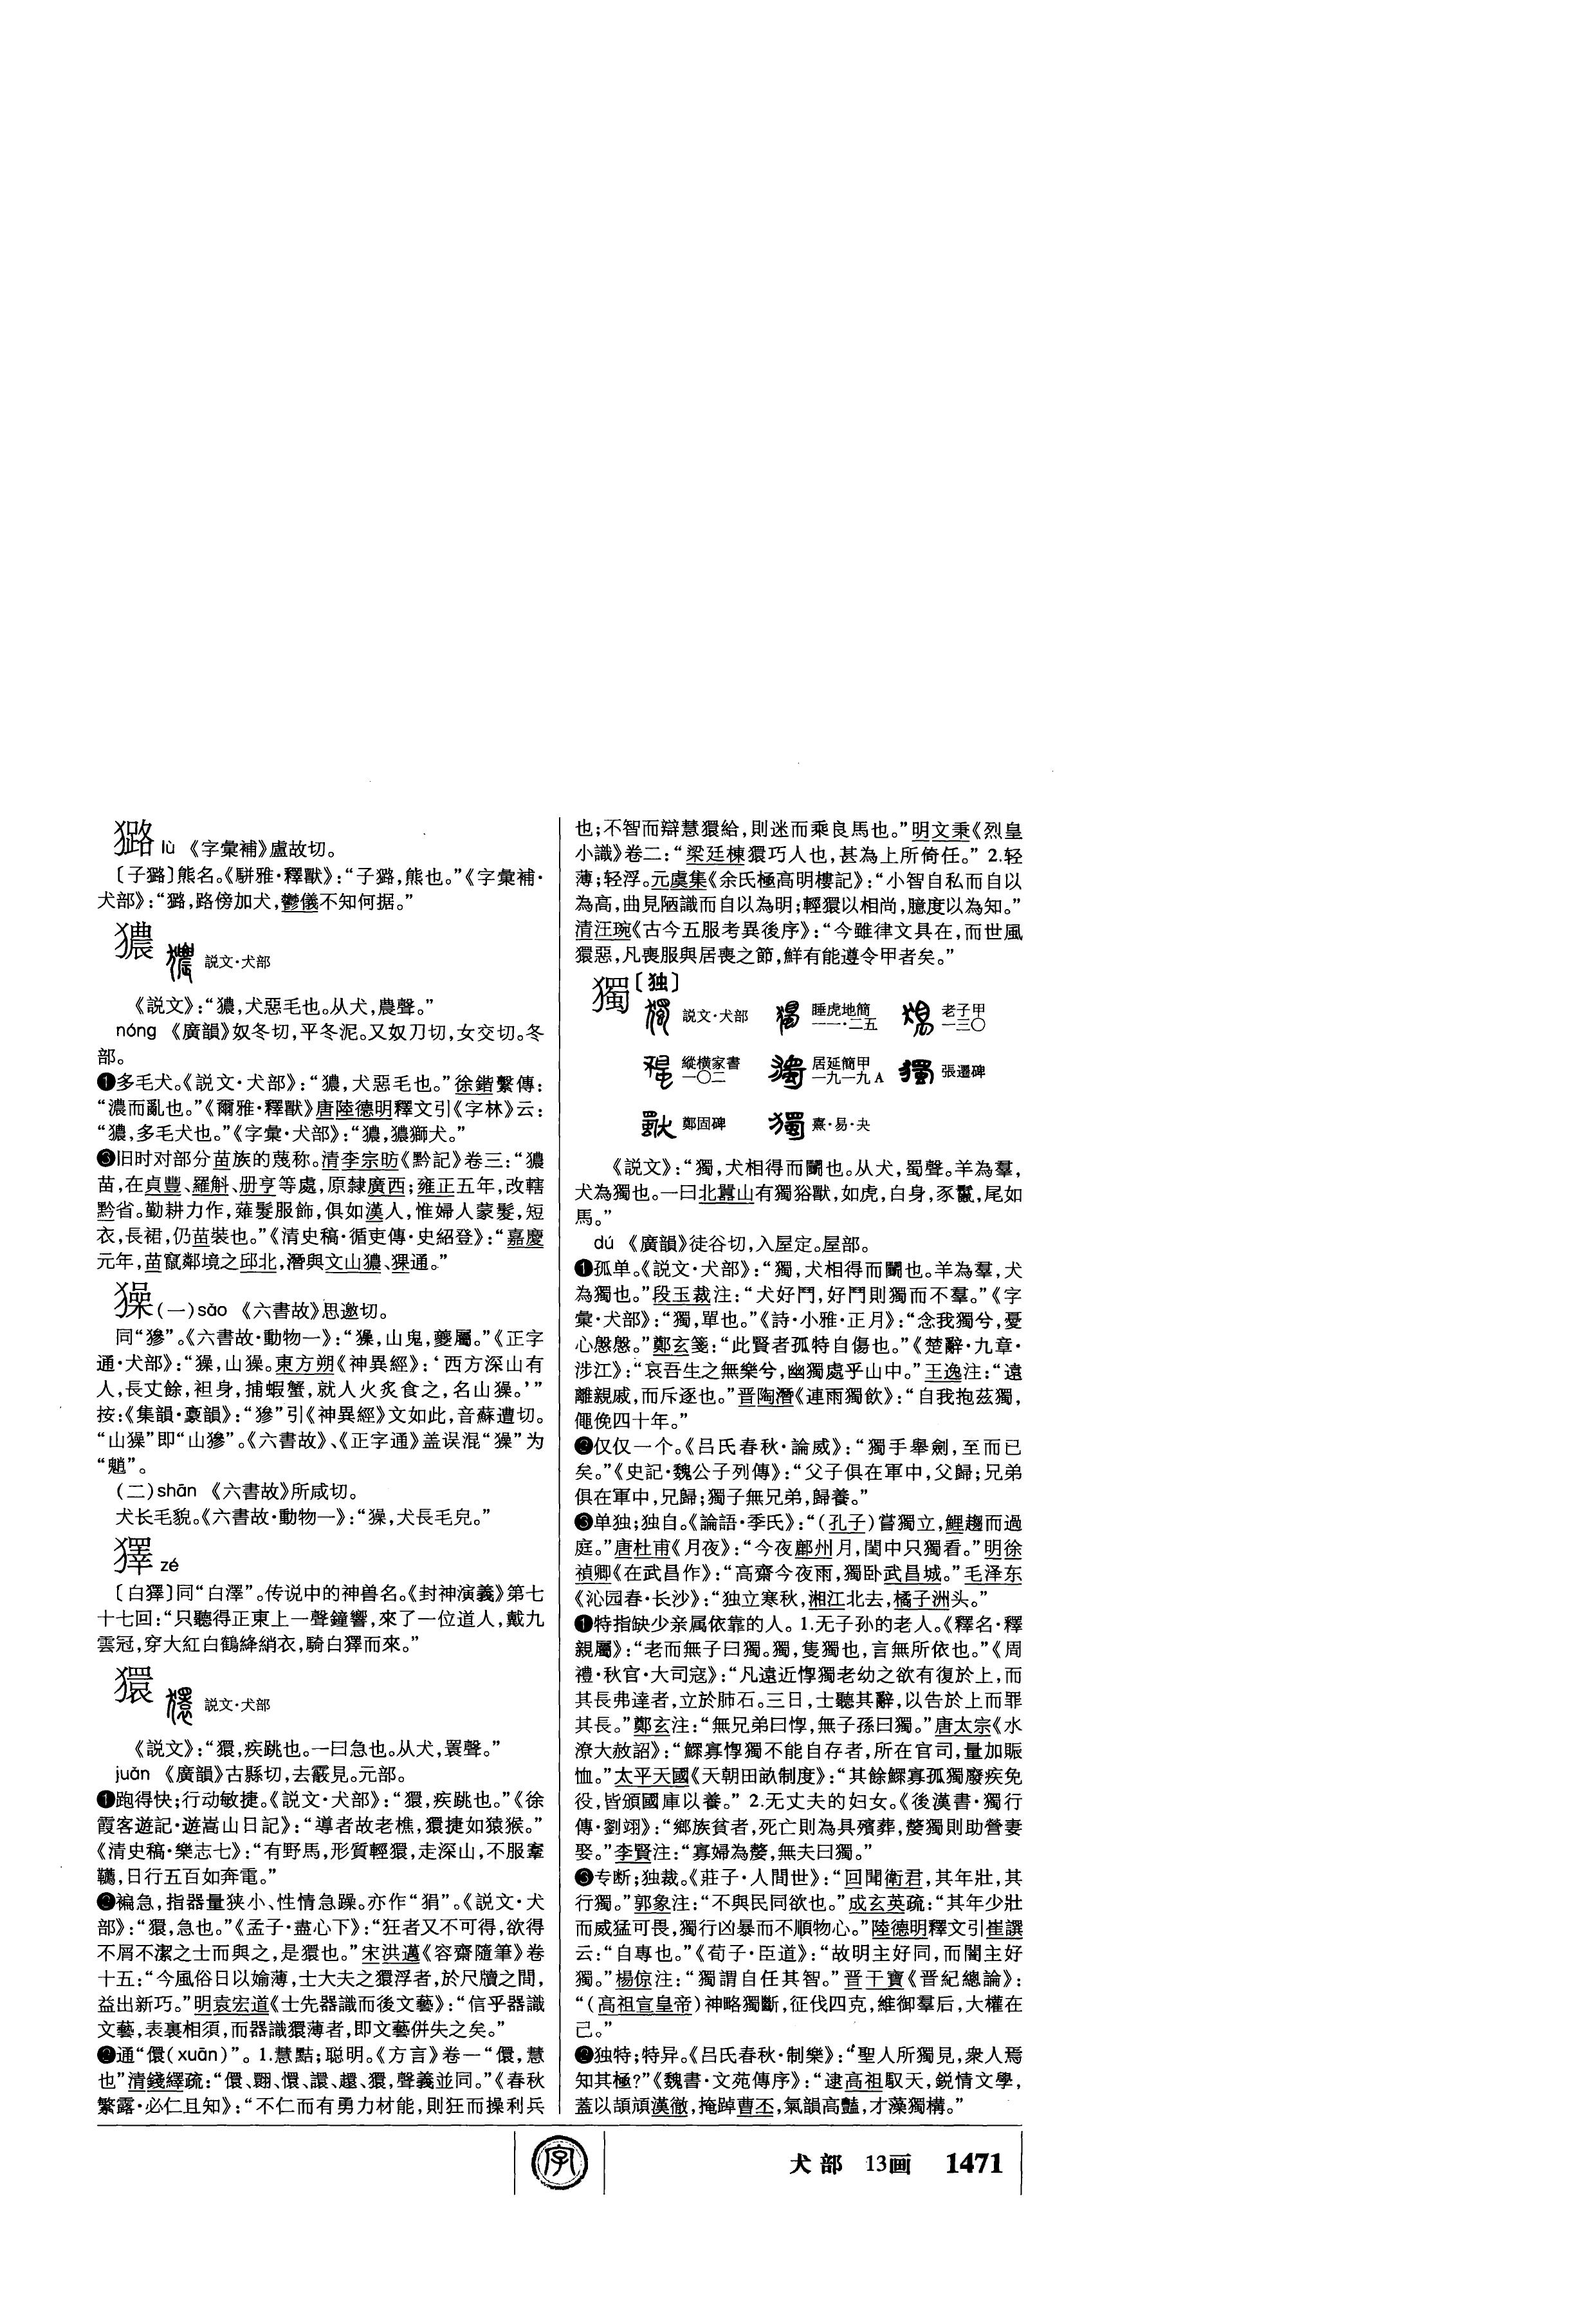 獹 lù 《字彙補》盧故切。
〔子璐〕熊名。《駢雅·釋獸》：“子璐，熊也。”《字彙補·
犬部》：“璐，路傍加犬，鬱儀不知何据。”
獳 説文·犬部
《説文》：“獳，犬惡毛也。从犬，農聲。”
nóng 《廣韻》奴冬切，平冬泥。又奴刀切，女交切。冬
部。
❶多毛犬。《説文·犬部》：“獳，犬惡毛也。”徐鍇繫傳：
“濃而亂也。”《爾雅·釋獸》唐陸德明釋文引《字林》云：
“獳，多毛犬也。”《字彙·犬部》：“獳，獳獅犬。”
❸旧时对部分苗族的蔑称。清李宗昉《黔記》卷三：“獳
苗，在貞豐、羅斛、册亨等處，原隸廣西；雍正五年，改轄
黔省。勤耕力作，薙髮服飾，俱如漢人，惟婦人蒙髮，短
衣，長裙，仍苗裝也。”《清史稿·循吏傳·史紹登》：“嘉慶
元年，苗竄鄰境之邱北，潛與文山獳、猓通。”
㺐(一)sāo 《六書故》思邀切。
同“㺑”。《六書故·動物一》：“㺐，山鬼，夔屬。”《正字
通·犬部》：“㺐，山㺐。東方朔《神異經》：‘西方深山有
人，長丈餘，袒身，捕蝦蟹，就人火炙食之，名山㺐。’”
按：《集韻·豪韻》：“㺑”引《神異經》文如此，音蘇遭切。
“山㺐”即“山㺑”。《六書故》、《正字通》盖误混“㺐”为
“魈”。
(二)shān 《六書故》所咸切。
犬长毛貌。《六書故·動物一》：“㺐，犬長毛皃。”
㺗 zé
〔白㺗〕同“白澤”。传说中的神兽名。《封神演義》第七
十七回：“只聽得正東上一聲鐘響，來了一位道人，戴九
雲冠，穿大紅白鶴絳綃衣，騎白㺗而來。”
獧 説文·犬部
《説文》：“獧，疾跳也。一曰急也。从犬，瞏聲。”
juān 《廣韻》古縣切，去霰見。元部。
❶跑得快；行动敏捷。《説文·犬部》：“獧，疾跳也。”《徐
霞客遊記·遊嵩山日記》：“導者故老樵，獧捷如猿猴。”
《清史稿·樂志七》：“有野馬，形質輕獧，走深山，不服鞬
韉，日行五百如奔電。”
❷褊急，指器量狭小、性情急躁。亦作“狷”。《説文·犬
部》：“獧，急也。”《孟子·盡心下》：“狂者又不可得，欲得
不屑不潔之士而與之，是獧也。”宋洪邁《容齋隨筆》卷
十五：“今風俗日以媮薄，士大夫之獧浮者，於尺牘之間，
益出新巧。”明袁宏道《士先器識而後文藝》：“信乎器識
文藝，表裏相須，而器識獧薄者，即文藝併失之矣。”
❷通“儇(xuān)”。1.慧黠；聪明。《方言》卷一“儇，慧
也”清錢繹疏：“儇、翾、懁、譞、趯、獧，聲義並同。”《春秋
繁露·必仁且知》：“不仁而有勇力材能，則狂而操利兵
也；不智而辯慧獧給，則迷而乘良馬也。”明文秉《烈皇
小識》卷二：“梁廷棟獧巧人也，甚為上所倚任。”2.轻
薄；轻浮。元虞集《余氏極高明樓記》：“小智自私而自以
為高，曲見陋識而自以為明；輕獧以相尚，臆度以為知。”
清汪琬《古今五服考異後序》：“今雖律文具在，而世風
獧惡，凡喪服與居喪之節，鮮有能遵令甲者矣。”
獨〔独〕
説文·犬部 睡虎地簡一一·二五 老子甲一三〇
縱横家書一〇二 居延簡甲一九一九A 張遷碑
鄭固碑 熹·易·夬
《説文》：“獨，犬相得而鬭也。从犬，蜀聲。羊為羣，
犬為獨也。一曰北嚻山有獨𤞞獸，如虎，白身，豕鬣，尾如
馬。”
dú 《廣韻》徒谷切，入屋定。屋部。
❶孤单。《説文·犬部》：“獨，犬相得而鬭也。羊為羣，犬
為獨也。”段玉裁注：“犬好鬥，好鬥則獨而不羣。”《字
彙·犬部》：“獨，單也。”《詩·小雅·正月》：“念我獨兮，憂
心慇慇。”鄭玄箋：“此賢者孤特自傷也。”《楚辭·九章·
涉江》：“哀吾生之無樂兮，幽獨處乎山中。”王逸注：“遠
離親戚，而斥逐也。”晋陶潛《連雨獨飲》：“自我抱茲獨，
僶俛四十年。”
❷仅仅一个。《吕氏春秋·論威》：“獨手舉劍，至而已
矣。”《史記·魏公子列傳》：“父子俱在軍中，父歸；兄弟
俱在軍中，兄歸；獨子無兄弟，歸養。”
❸单独；独自。《論語·季氏》：“(孔子)嘗獨立，鯉趨而過
庭。”唐杜甫《月夜》：“今夜鄜州月，閨中只獨看。”明徐
禎卿《在武昌作》：“高齋今夜雨，獨卧武昌城。”毛泽东
《沁园春·长沙》：“独立寒秋，湘江北去，橘子洲头。”
❶特指缺少亲属依靠的人。1.无子孙的老人。《釋名·釋
親屬》：“老而無子曰獨。獨，隻獨也，言無所依也。”《周
禮·秋官·大司寇》：“凡遠近惸獨老幼之欲有復於上，而
其長弗達者，立於肺石。三日，士聽其辭，以告於上而罪
其長。”鄭玄注：“無兄弟曰惸，無子孫曰獨。”唐太宗《水
潦大赦詔》：“鰥寡惸獨不能自存者，所在官司，量加賑
恤。”太平天國《天朝田畝制度》：“其餘鰥寡孤獨廢疾免
役，皆頒國庫以養。”2.无丈夫的妇女。《後漢書·獨行
傳·劉翊》：“鄉族貧者，死亡則為具殯葬，嫠獨則助營妻
娶。”李賢注：“寡婦為嫠，無夫曰獨。”
❸专断；独裁。《莊子·人間世》：“回聞衛君，其年壯，其
行獨。”郭象注：“不與民同欲也。”成玄英疏：“其年少壯
而威猛可畏，獨行凶暴而不順物心。”陸德明釋文引崔譔
云：“自專也。”《荀子·臣道》：“故明主好同，而闇主好
獨。”楊倞注：“獨謂自任其智。”晋干寶《晋紀總論》：
“(高祖宣皇帝)神略獨斷，征伐四克，維御羣后，大權在
己。”
❷独特；特异。《吕氏春秋·制樂》：“聖人所獨見，衆人焉
知其極？”《魏書·文苑傳序》：“逮高祖馭天，鋭情文學，
蓋以頡頏漢徹，掩踔曹丕，氣韻高豔，才藻獨構。”
字
犬部 13画 1471